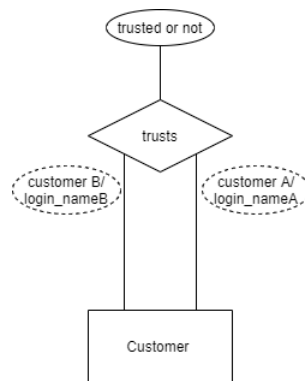 trusted or not
trusts
customer B/
login_nameB
customer A/
login_nameA
Customer